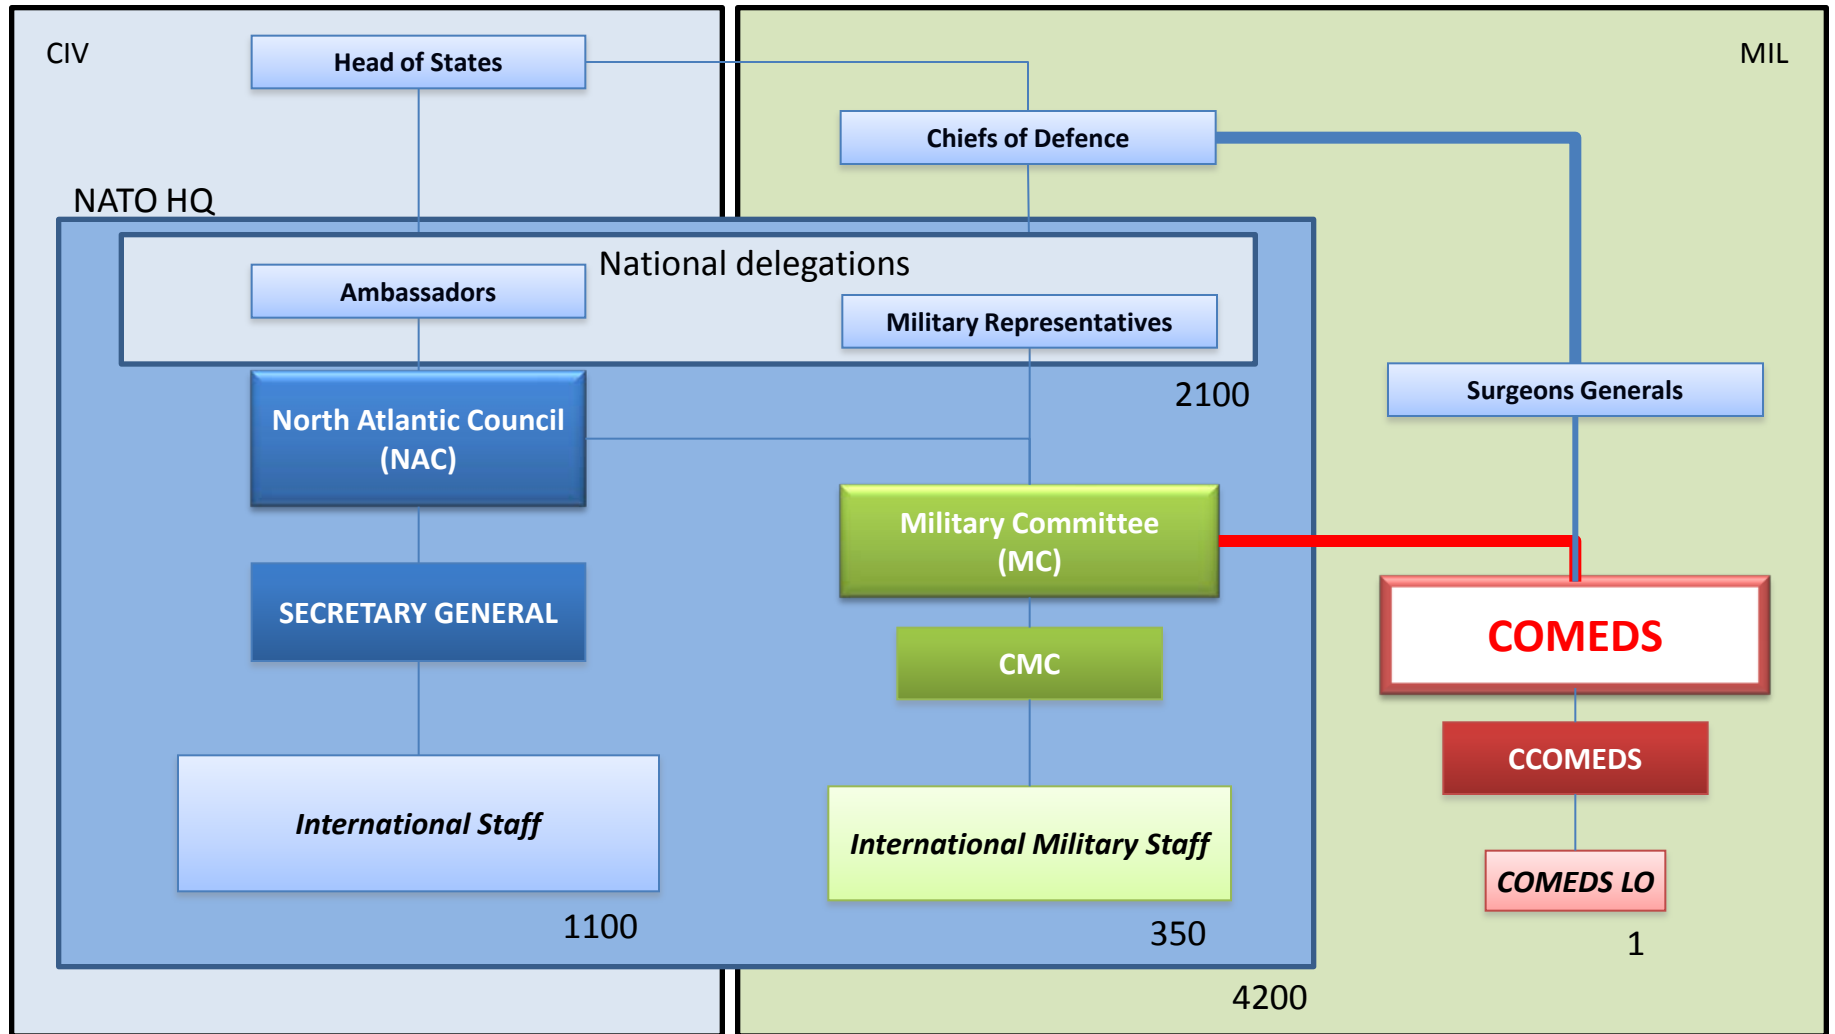 CIV
Head of States
MIL
Chiefs of Defence
NATO HQ
National delegations
Ambassadors
Military Representatives
2100
Surgeons Generals
North Atlantic Council
(NAC)
Military Committee
(MC)
SECRETARY GENERAL
COMEDS
CMC
CCOMEDS
International Staff
International Military Staff
COMEDS LO
1100
350
1
4200